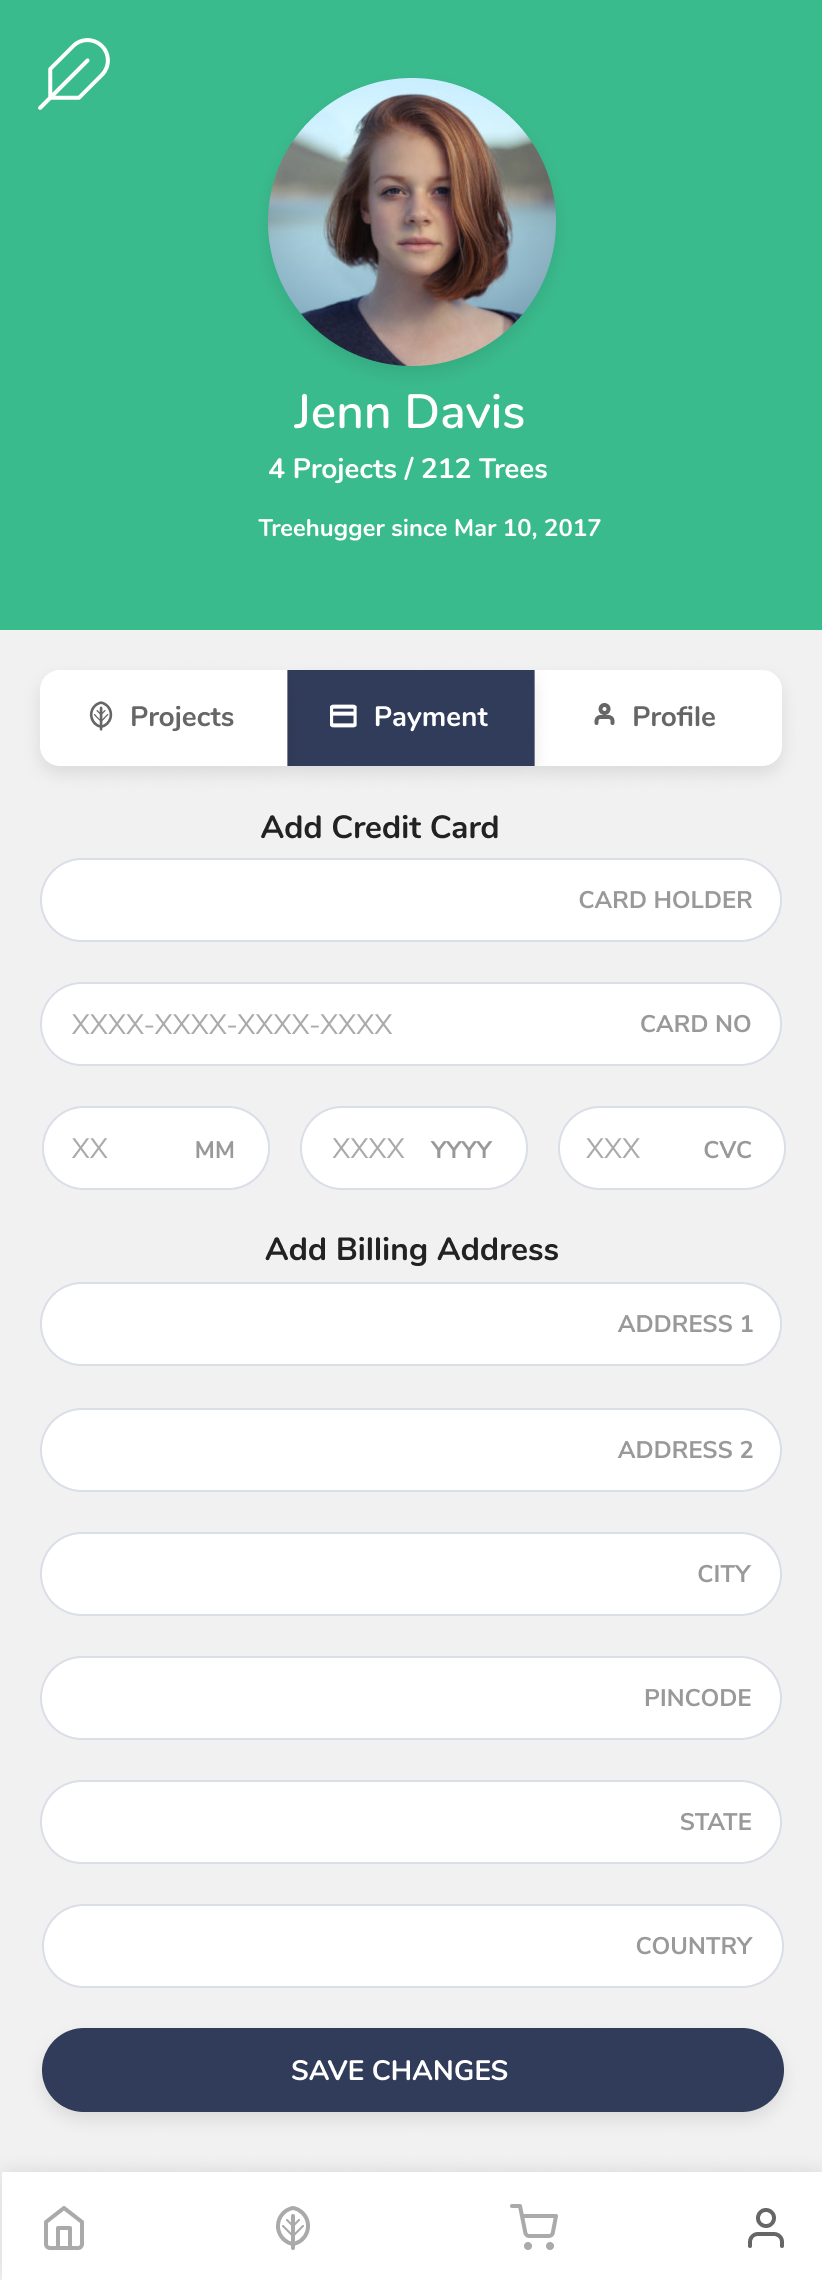 Jenn Davis
4 Projects / 212 Trees
Treehugger since Mar 10, 2017
Projects Payment Profile
Add Credit Card
CARD HOLDER
XXXX-XXXX-XXXX-XXXX CARD NO
XX MM XXXX YYYY XXX CVC
Add Billing Address
ADDRESS 1
ADDRESS 2
CITY
PINCODE
STATE
COUNTRY
SAVE CHANGES